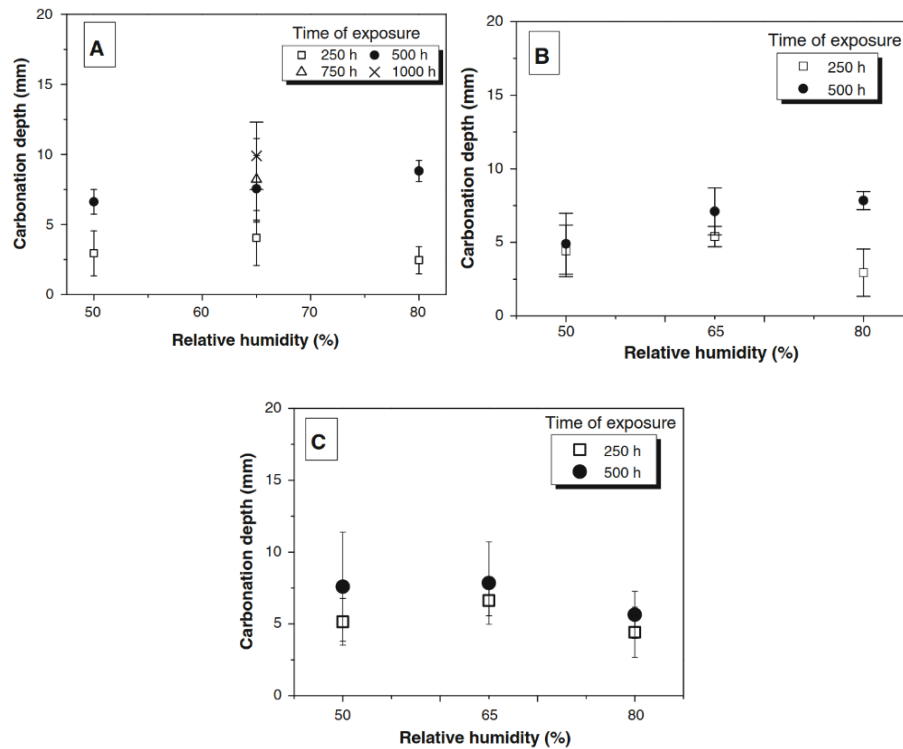 A
250 h 500 h
750 h 1000 h
Carbonation depth (mm)
20
15
10
5
0
50 60 70 80
Relative humidity (%)
B
Time of exposure
250 h
500 h
Carbonation depth (mm)
20
15
10
5
0
50 65 80
Relative humidity (%)
C
Time of exposure
250 h
500 h
Carbonation depth (mm)
20
15
10
5
0
50 65 80
Relative humidity (%)
Time of exposure